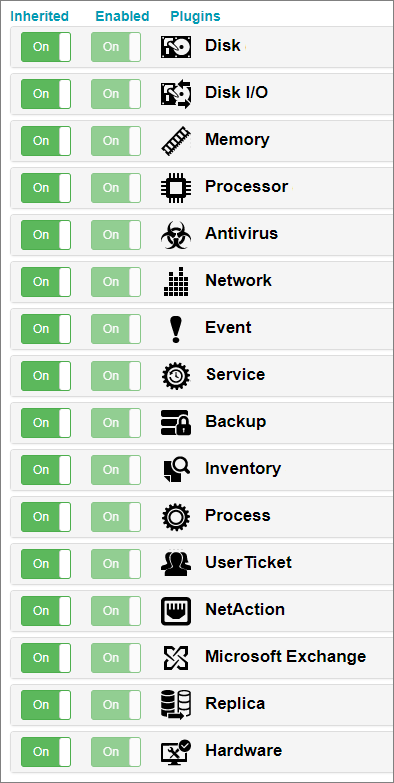 Inherited Enabled Plugins
On On Disk
On On Disk I/O
On On Memory
On On Processor
On On Antivirus
On On Network
On On Event
On On Service
On On Backup
On On Inventory
On On Process
On On UserTicket
On On NetAction
On On Microsoft Exchange
On On Replica
On On Hardware